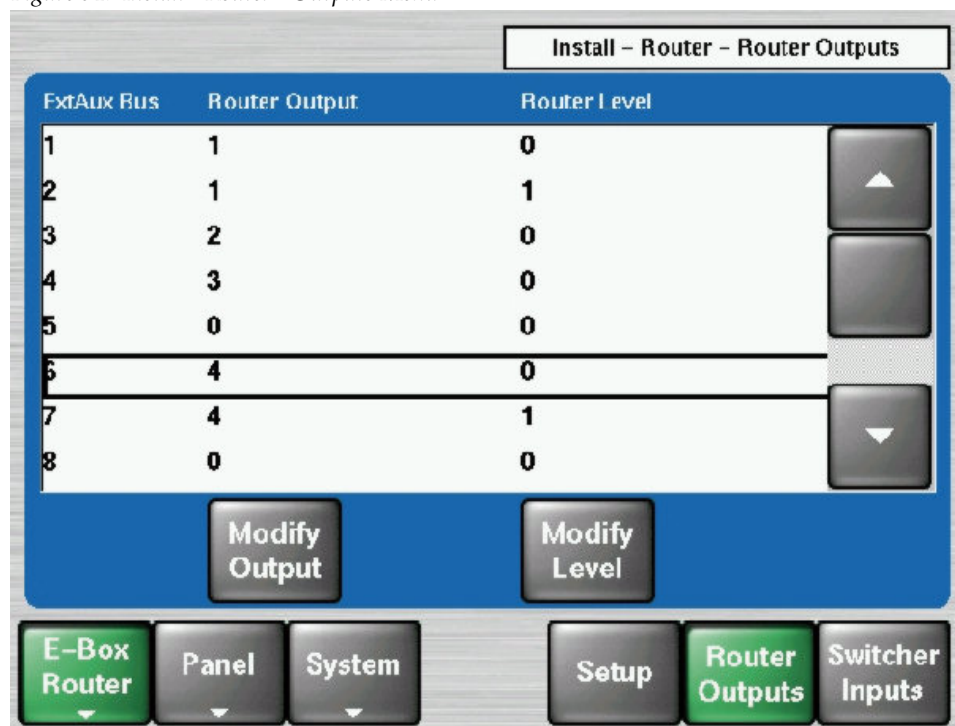 Install – Router – Router Outputs
ExtAux Bus Router Output Router Level
1 1 0
2 1 1
3 2 0
4 3 0
5 0 0
6 4 0
7 4 1
8 0 0
Modify Output
Modify Level
E–Box Router
Panel
System
Setup
Router Outputs
Switcher Inputs